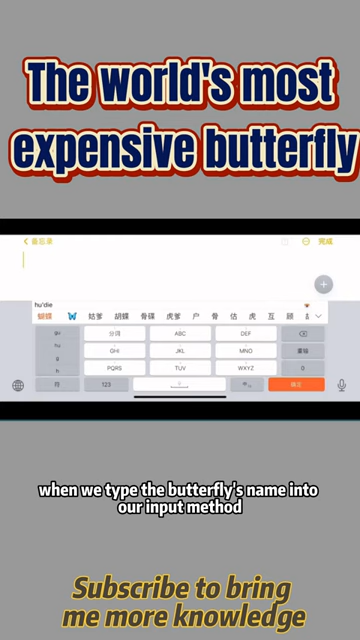 The world's most
expensive butterfly
备忘录
完成
hu'die
蝴蝶 🦋 姑爹 胡蝶 骨碟 虎爹 户 骨 估 虎 互 顾
gu 分词 ABC DEF
hu GHI JKL MNO 重输
g PQRS TUV WXYZ 0
h
符 123
when we type the butterfly's name into
our input method
Subscribe to bring
me more knowledge